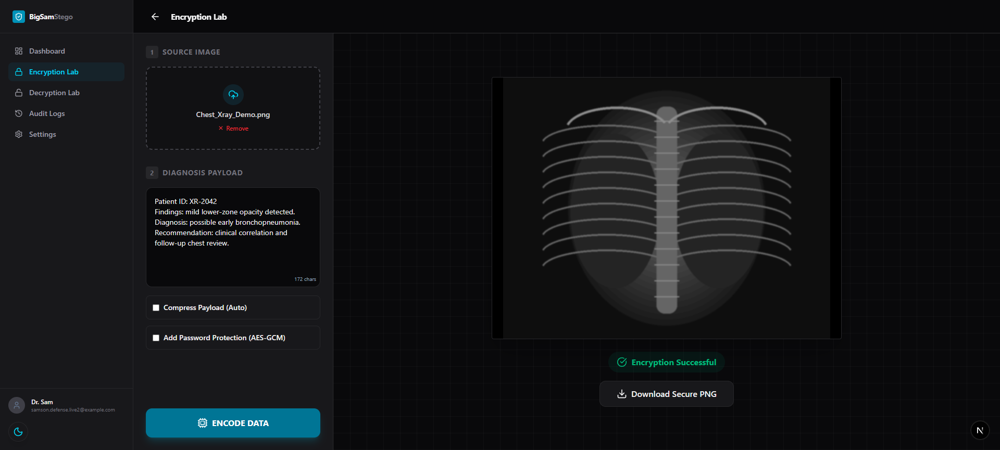 BigSamStego
Encryption Lab
Dashboard
Encryption Lab
Decryption Lab
Audit Logs
Settings
1 SOURCE IMAGE
Chest_Xray_Demo.png
× Remove
2 DIAGNOSIS PAYLOAD
Patient ID: XR-2042
Findings: mild lower-zone opacity detected.
Diagnosis: possible early bronchopneumonia.
Recommendation: clinical correlation and
follow-up chest review.
172 chars
Compress Payload (Auto)
Add Password Protection (AES-GCM)
ENCODE DATA
Encryption Successful
Download Secure PNG
Dr. Sam
samson.defense.live2@example.com
N